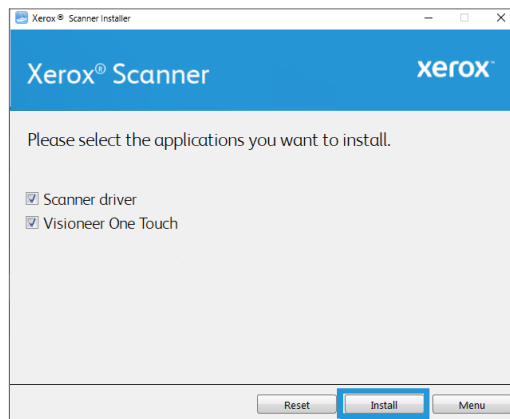 Xerox® Scanner Installer
Xerox® Scanner
xerox™
Please select the applications you want to install.
Scanner driver
Visioneer One Touch
Reset Install Menu